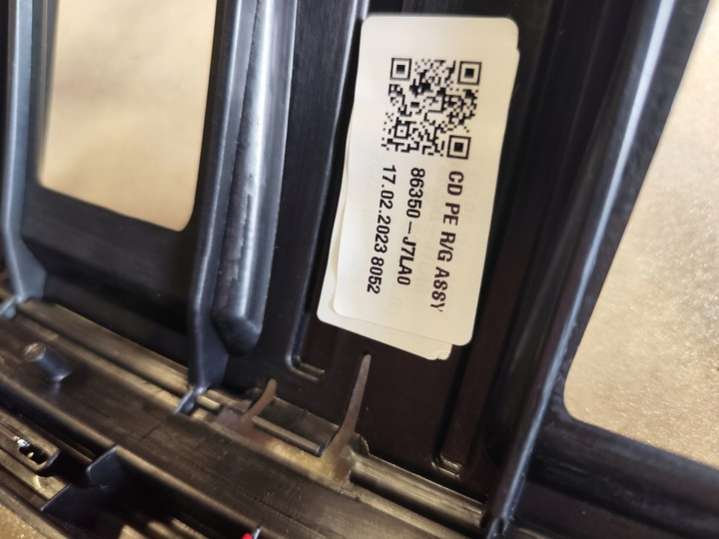 CD PE R/G ASSY
86350-J7LA0
17.02.2023 8052